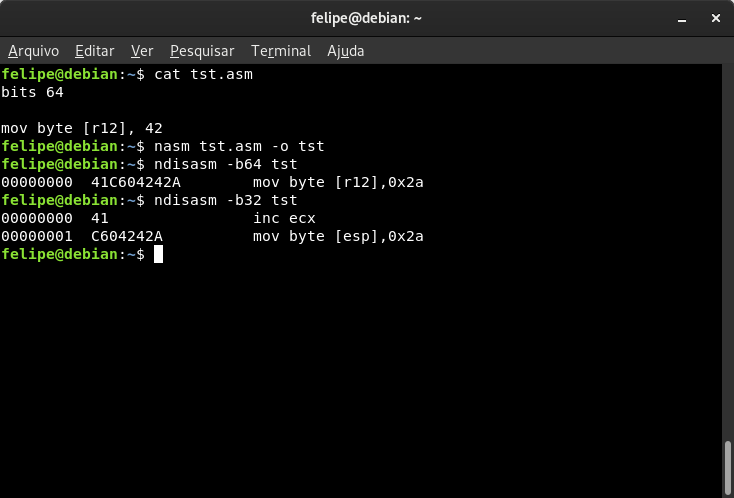 felipe@debian: ~
Arquivo Editar Ver Pesquisar Terminal Ajuda
felipe@debian:~$ cat tst.asm
bits 64
mov byte [r12], 42
felipe@debian:~$ nasm tst.asm -o tst
felipe@debian:~$ ndisasm -b64 tst
00000000  41C604242A        mov byte [r12],0x2a
felipe@debian:~$ ndisasm -b32 tst
00000000  41                inc ecx
00000001  C604242A          mov byte [esp],0x2a
felipe@debian:~$